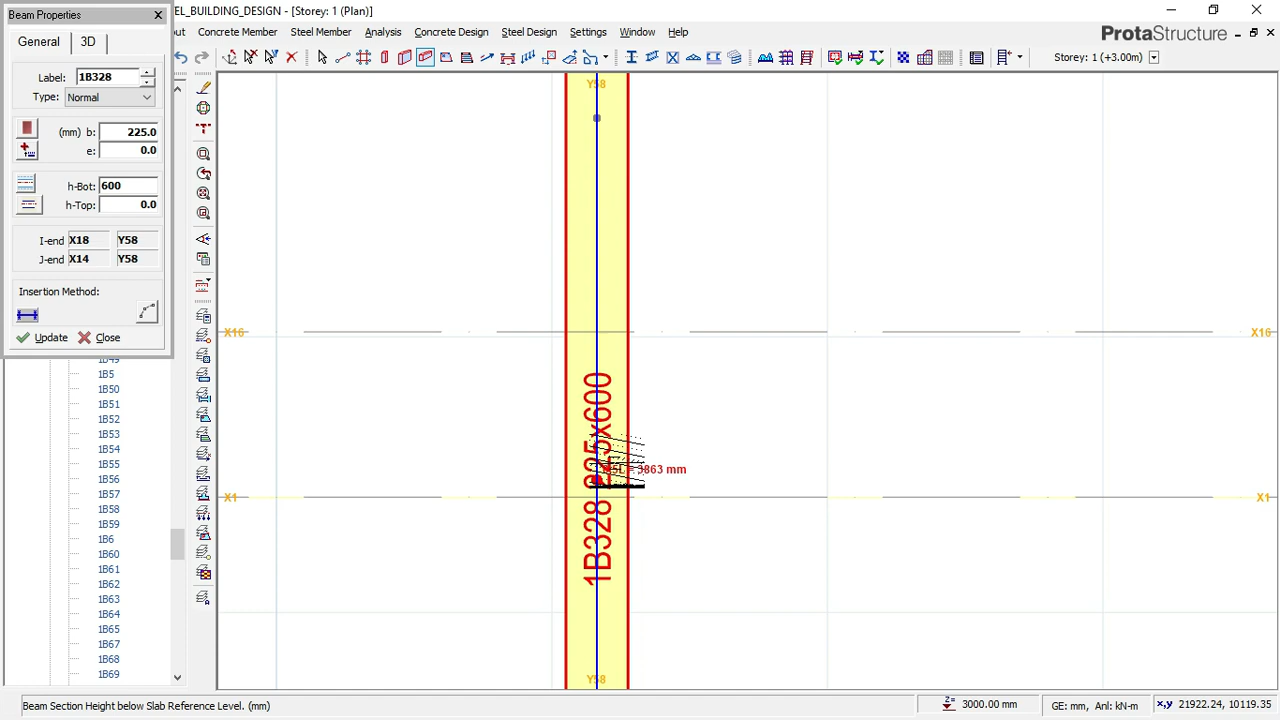 Beam Properties
EL_BUILDING_DESIGN - [Storey: 1 (Plan)]
General 3D
out Concrete Member Steel Member Analysis Concrete Design Steel Design Settings Window Help
ProtaStructure
Storey: 1 (+3.00m)
Label: 1B328
Type: Normal
(mm) b: 225.0
e: 0.0
h-Bot: 600
h-Top: 0.0
I-end X18 Y58
J-end X14 Y58
Insertion Method:
Update Close
1B49
1B5
1B50
1B51
1B52
1B53
1B54
1B55
1B56
1B57
1B58
1B59
1B6
1B60
1B61
1B62
1B63
1B64
1B65
1B67
1B68
1B69
Y58
X16 X16
1B328 225x600
= 3863 mm
X1 X1
Y58
Beam Section Height below Slab Reference Level. (mm)
Z= 3000.00 mm
GE: mm, Anl: kN-m
x,y 21922.24, 10119.35